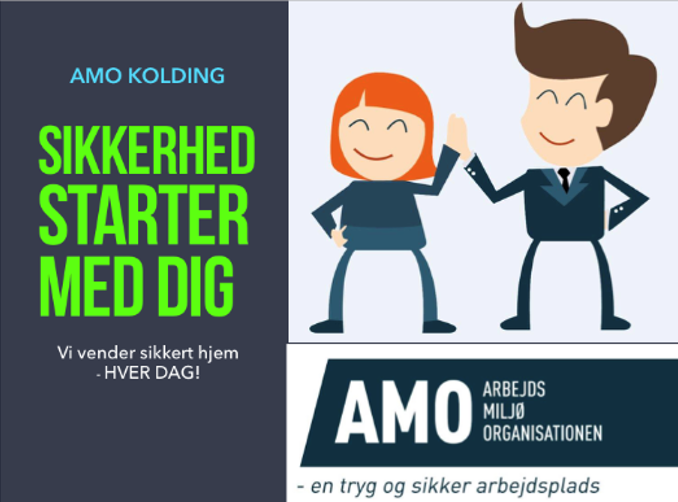 AMO KOLDING
SIKKERHED
STARTER
MED DIG
Vi vender sikkert hjem
- HVER DAG!
AMO
ARBEJDS
MILJØ
ORGANISATIONEN
- en tryg og sikker arbejdsplads